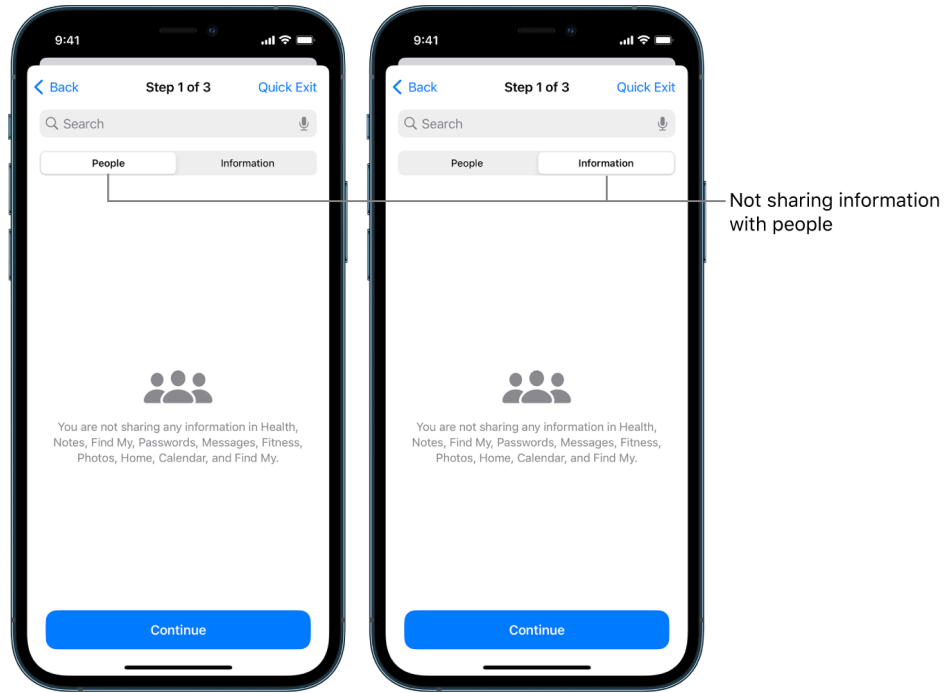 9:41
Back
Step 1 of 3
Quick Exit
Search
People
Information
You are not sharing any information in Health,
Notes, Find My, Passwords, Messages, Fitness,
Photos, Home, Calendar, and Find My.
Continue
9:41
Back
Step 1 of 3
Quick Exit
Search
People
Information
You are not sharing any information in Health,
Notes, Find My, Passwords, Messages, Fitness,
Photos, Home, Calendar, and Find My.
Continue
Not sharing information
with people